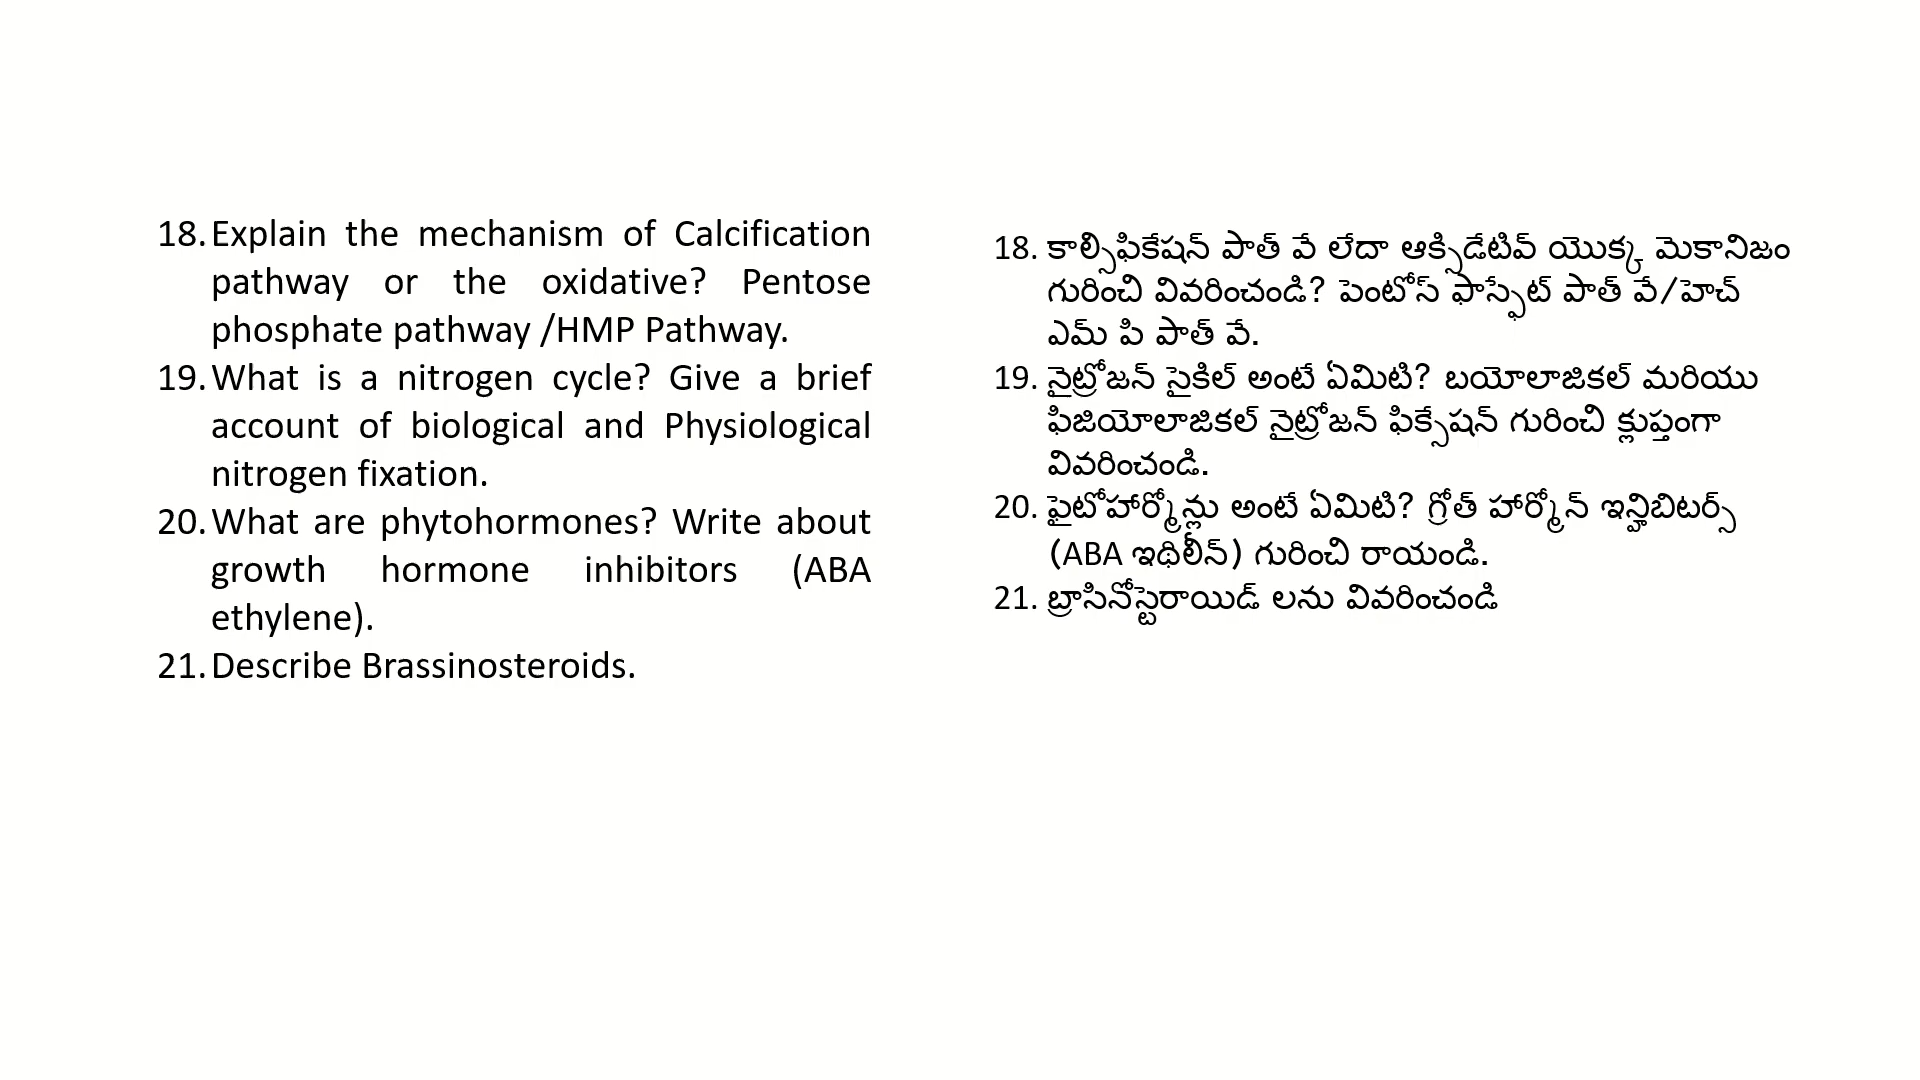 18. Explain the mechanism of Calcification
pathway or the oxidative? Pentose
phosphate pathway /HMP Pathway.
19. What is a nitrogen cycle? Give a brief
account of biological and Physiological
nitrogen fixation.
20. What are phytohormones? Write about
growth hormone inhibitors (ABA
ethylene).
21. Describe Brassinosteroids.
18. కాల్సిఫికేషన్ పాత్ వే లేదా ఆక్సిడేటివ్ యొక్క మెకానిజం
గురించి వివరించండి? పెంటోస్ ఫాస్ఫేట్ పాత్ వే/హెచ్
ఎమ్ పి పాత్ వే.
19. నైట్రోజన్ సైకిల్ అంటే ఏమిటి? బయోలాజికల్ మరియు
ఫిజియోలాజికల్ నైట్రోజన్ ఫిక్సేషన్ గురించి క్లుప్తంగా
వివరించండి.
20. ఫైటోహార్మోన్లు అంటే ఏమిటి? గ్రోత్ హార్మోన్ ఇన్హిబిటర్స్
(ABA ఇథిలీన్) గురించి రాయండి.
21. బ్రాసినోస్టెరాయిడ్ లను వివరించండి